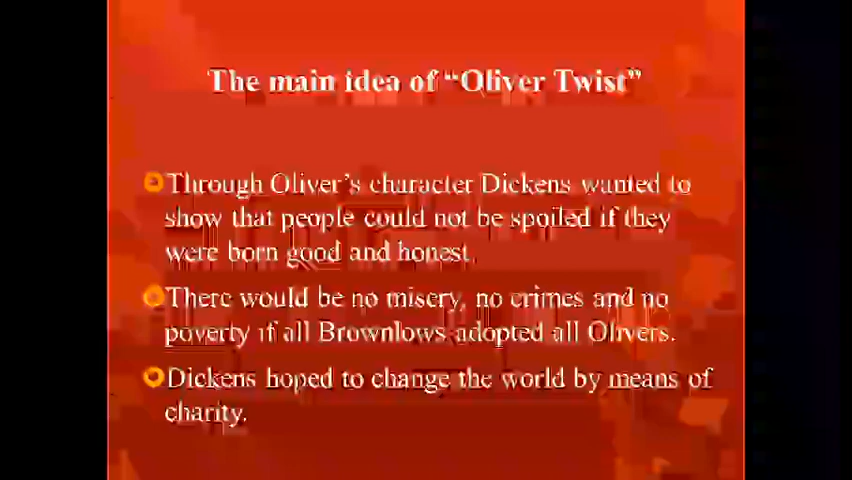 The main idea of “Oliver Twist”
Through Oliver’s character Dickens wanted to
show that people could not be spoiled if they
were born good and honest.
There would be no misery, no crimes and no
poverty if all Brownlows adopted all Olivers.
Dickens hoped to change the world by means of
charity.